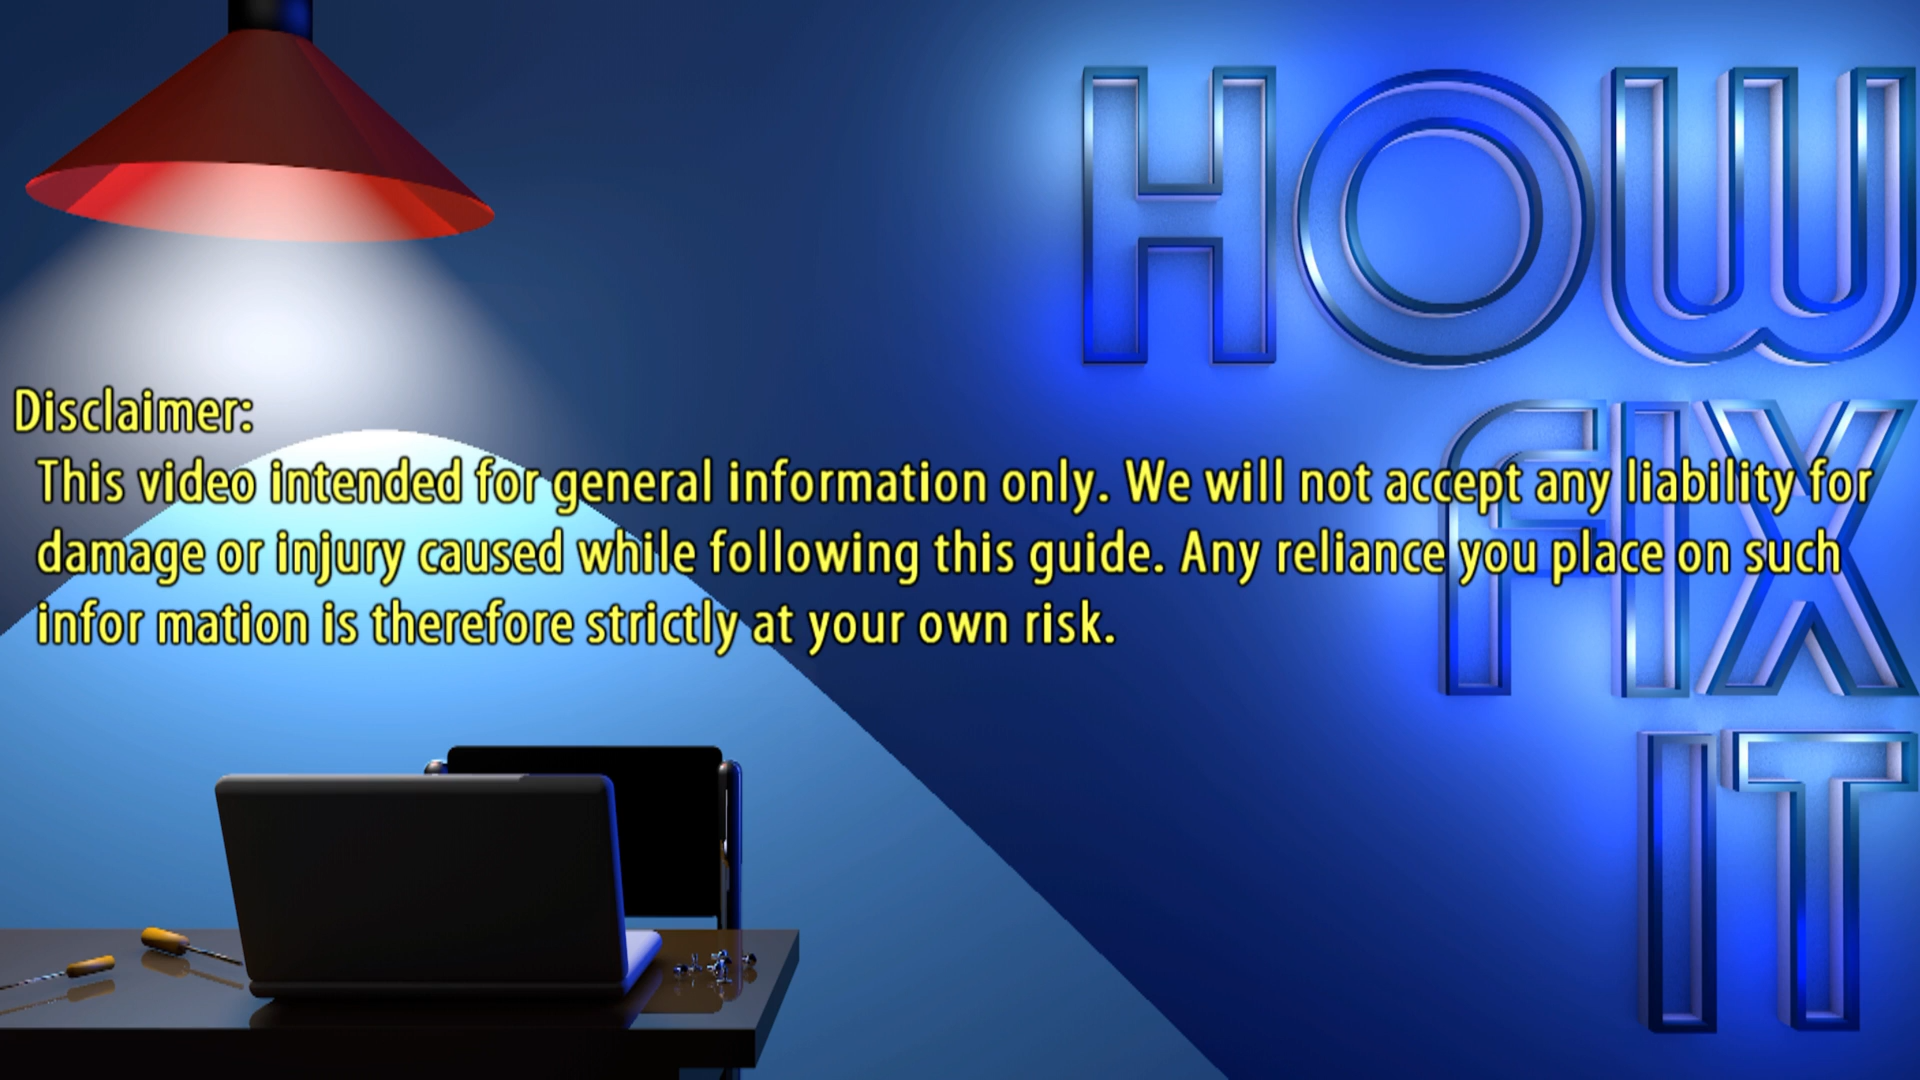 HOW
FIX
IT
Disclaimer:
This video intended for general information only. We will not accept any liability for
damage or injury caused while following this guide. Any reliance you place on such
infor mation is therefore strictly at your own risk.